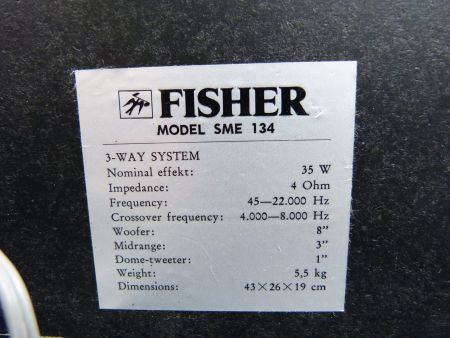 FISHER
MODEL SME 134
3-WAY SYSTEM
Nominal effekt: 35 W
Impedance: 4 Ohm
Frequency: 45—22.000 Hz
Crossover frequency: 4.000—8.000 Hz
Woofer: 8"
Midrange: 3"
Dome-tweeter: 1"
Weight: 5,5 kg
Dimensions: 43×26×19 cm